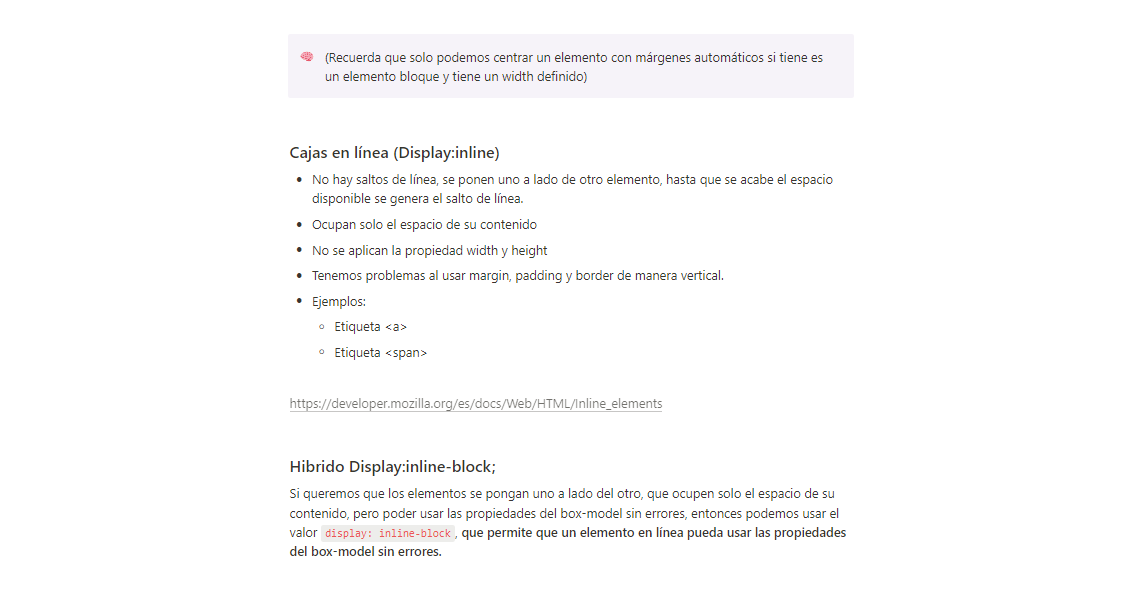 (Recuerda que solo podemos centrar un elemento con márgenes automáticos si tiene es
un elemento bloque y tiene un width definido)
Cajas en línea (Display:inline)
No hay saltos de línea, se ponen uno a lado de otro elemento, hasta que se acabe el espacio
disponible se genera el salto de línea.
Ocupan solo el espacio de su contenido
No se aplican la propiedad width y height
Tenemos problemas al usar margin, padding y border de manera vertical.
Ejemplos:
Etiqueta <a>
Etiqueta <span>
https://developer.mozilla.org/es/docs/Web/HTML/Inline_elements
Hibrido Display:inline-block;
Si queremos que los elementos se pongan uno a lado del otro, que ocupen solo el espacio de su
contenido, pero poder usar las propiedades del box-model sin errores, entonces podemos usar el
valor display: inline-block, que permite que un elemento en línea pueda usar las propiedades
del box-model sin errores.